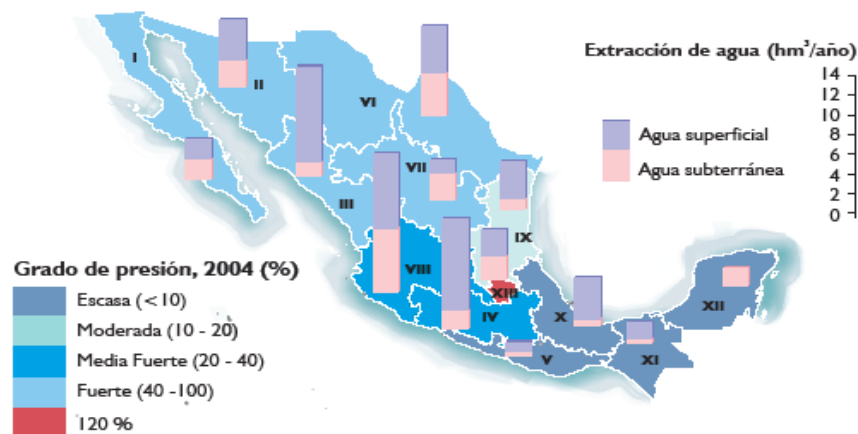 I
II
VI
VII
III
VIII
IX
XIII
IV
X
V
XI
XII
Extracción de agua (hm³/año)
14
12
10
8
6
4
2
0
Agua superficial
Agua subterránea
Grado de presión, 2004 (%)
Escasa (<10)
Moderada (10 - 20)
Media Fuerte (20 - 40)
Fuerte (40 -100)
120 %